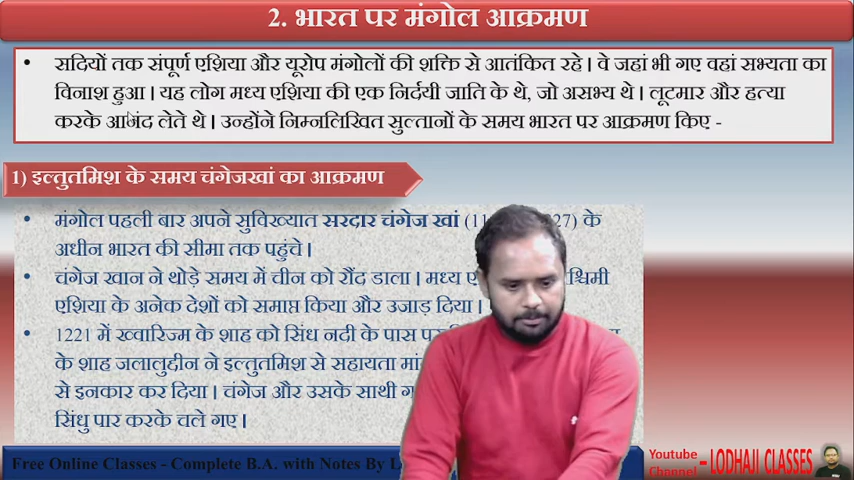 2. भारत पर मंगोल आक्रमण
सदियों तक संपूर्ण एशिया और यूरोप मंगोलों की शक्ति से आतंकित रहे। वे जहां भी गए वहां सभ्यता का
विनाश हुआ। यह लोग मध्य एशिया की एक निर्दयी जाति के थे, जो असभ्य थे। लूटमार और हत्या
करके आनंद लेते थे। उन्होंने निम्नलिखित सुल्तानों के समय भारत पर आक्रमण किए -
1) इल्तुतमिश के समय चंगेजखां का आक्रमण
मंगोल पहली बार अपने सुविख्यात सरदार चंगेज खां के
अधीन भारत की सीमा तक पहुंचे।
चंगेज खान ने थोड़े समय में चीन को रौंद डाला। मध्य
एशिया के अनेक देशों को समाप्त किया और उजाड़ दिया।
1221 में ख्वारिज्म के शाह को सिंध नदी के पास
के शाह जलालुद्दीन ने इल्तुतमिश से सहायता
से इनकार कर दिया। चंगेज और उसके साथी
सिंधु पार करके चले गए।
Free Online Classes - Complete B.A. with Notes By
Youtube
Channel – LODHAJI CLASSES